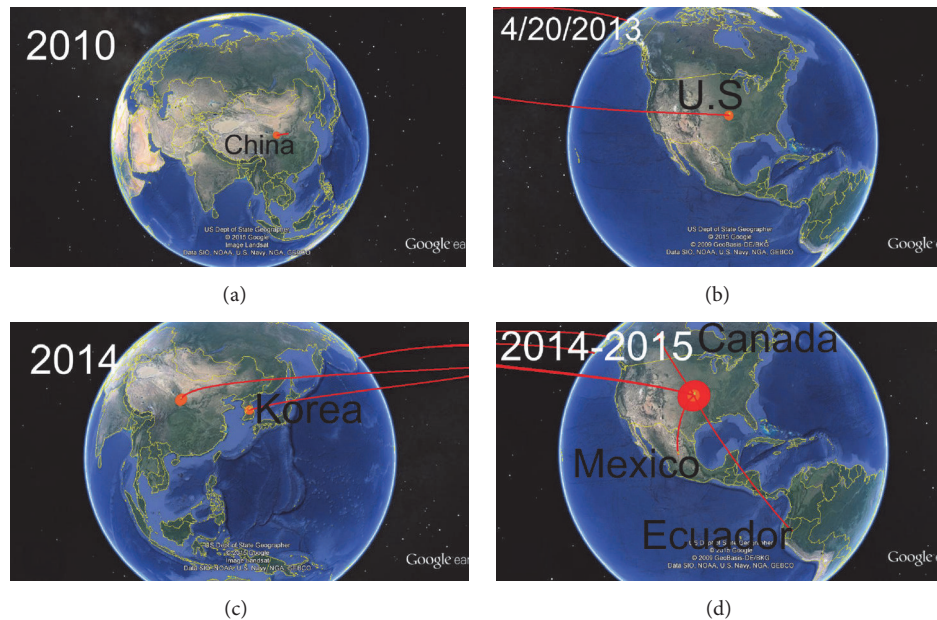 2010
China
US Dept of State Geographer
© 2015 Google
Image Landsat
Data SIO, NOAA, U.S. Navy, NGA, GEBCO
Google ea
(a)
4/20/2013
U.S
US Dept of State Geographer
© 2015 Google
© 2009 GeoBasis-DE/BKG
Data SIO, NOAA, U.S. Navy, NGA, GEBCO
Google e
(b)
2014
Korea
US Dept of State Geographer
© 2015 Google
Image Landsat
Data SIO, NOAA, U.S. Navy, NGA, GEBCO
Google ea
(c)
2014-2015
Canada
Mexico
Ecuador
US Dept of State Geographer
© 2015 Google
© 2009 GeoBasis-DE/BKG
Data SIO, NOAA, U.S. Navy, NGA, GEBCO
Google e
(d)